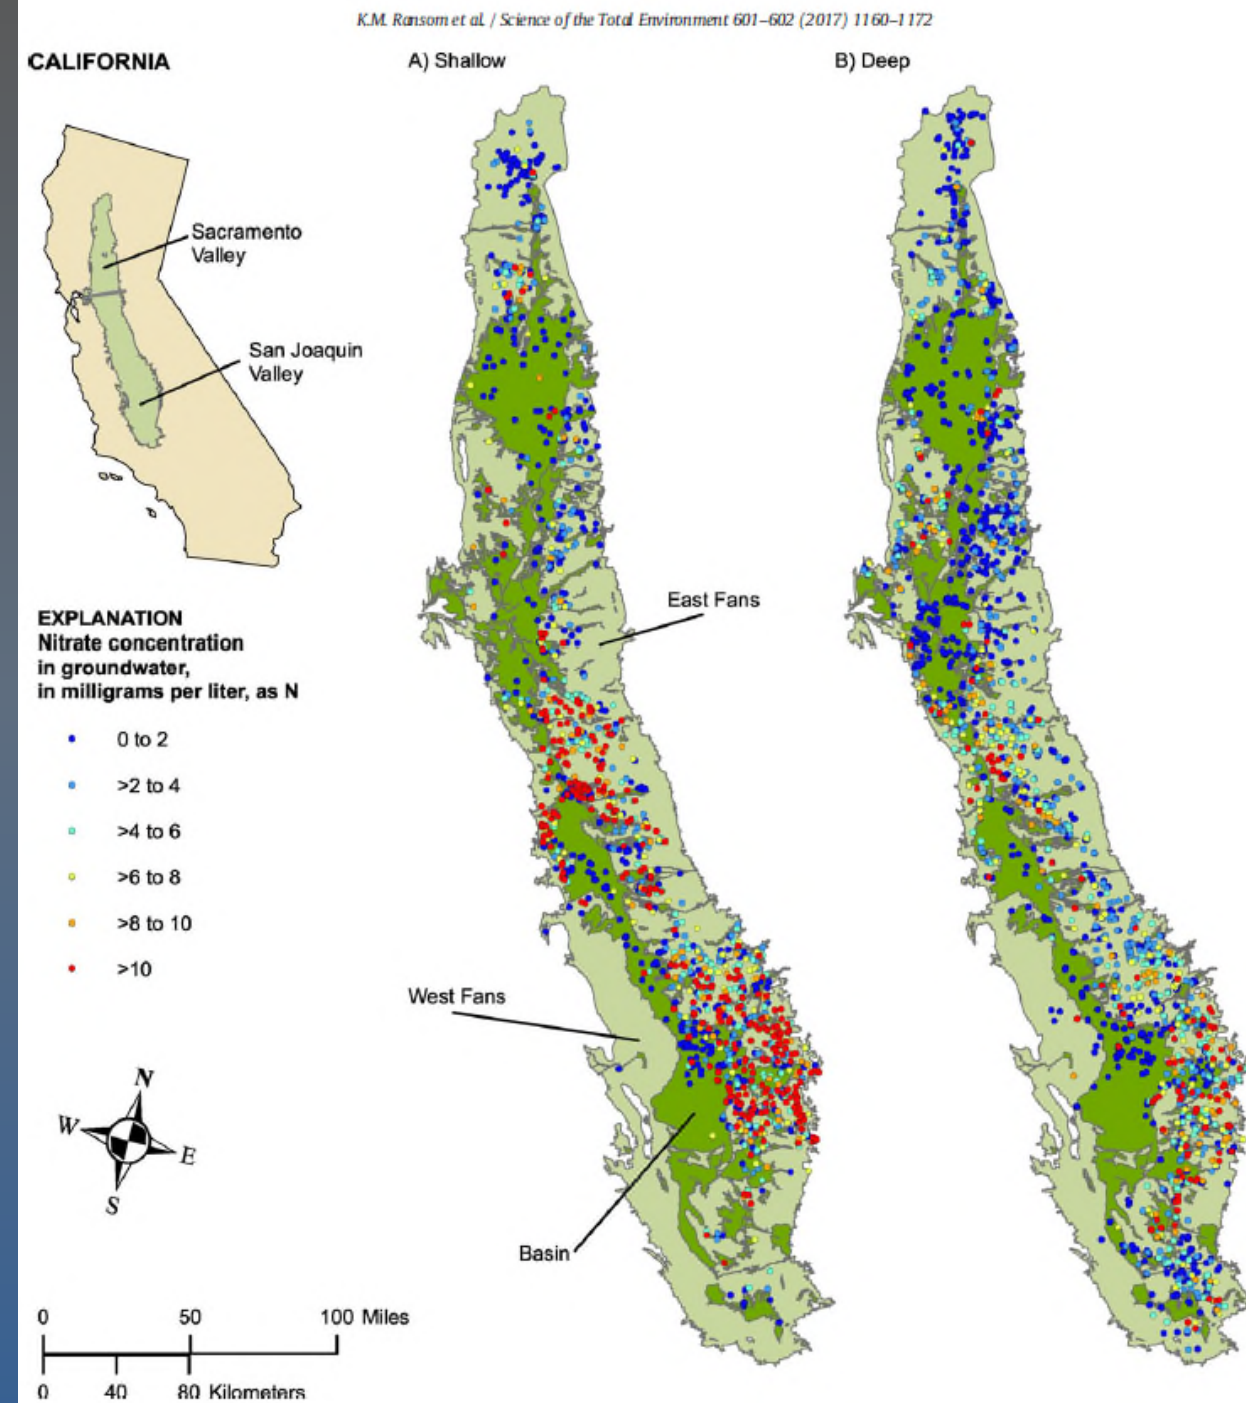 K.M. Ransom et al. / Science of the Total Environment 601–602 (2017) 1160–1172
CALIFORNIA
A) Shallow
B) Deep
Sacramento
Valley
San Joaquin
Valley
East Fans
EXPLANATION
Nitrate concentration
in groundwater,
in milligrams per liter, as N
0 to 2
>2 to 4
>4 to 6
>6 to 8
>8 to 10
>10
West Fans
N
W
E
S
Basin
0 50 100 Miles
0 40 80 Kilometers